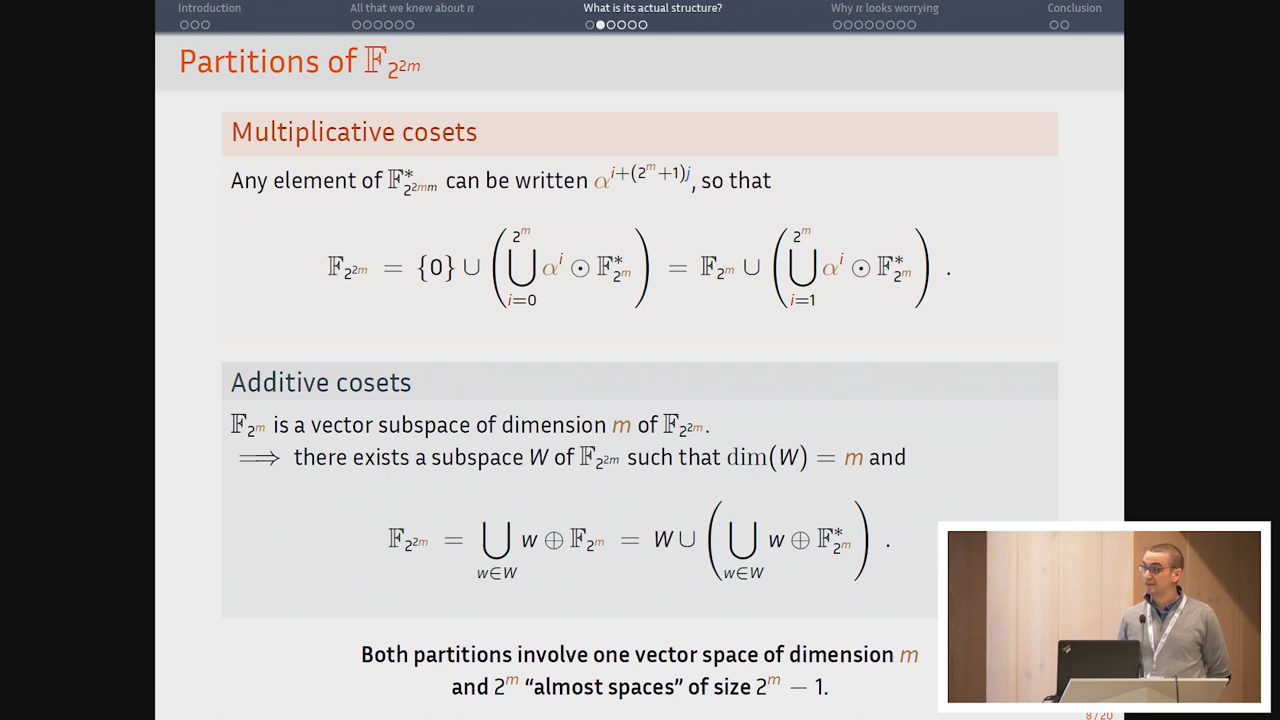 Introduction All that we knew about π What is its actual structure? Why π looks worrying Conclusion
Partitions of 𝔽_{2^{2m}}
Multiplicative cosets
Any element of 𝔽^*_{2^{2m}m} can be written α^{i+(2^m+1)j}, so that
𝔽_{2^{2m}} = {0} ∪ (⋃_{i=0}^{2^m} α^i ⊙ 𝔽^*_{2^m}) = 𝔽_{2^m} ∪ (⋃_{i=1}^{2^m} α^i ⊙ 𝔽^*_{2^m}) .
Additive cosets
𝔽_{2^m} is a vector subspace of dimension m of 𝔽_{2^{2m}}.
⟹ there exists a subspace W of 𝔽_{2^{2m}} such that dim(W) = m and
𝔽_{2^{2m}} = ⋃_{w∈W} w ⊕ 𝔽_{2^m} = W ∪ (⋃_{w∈W} w ⊕ 𝔽^*_{2^m}) .
Both partitions involve one vector space of dimension m
and 2^m “almost spaces” of size 2^m − 1.
8/20